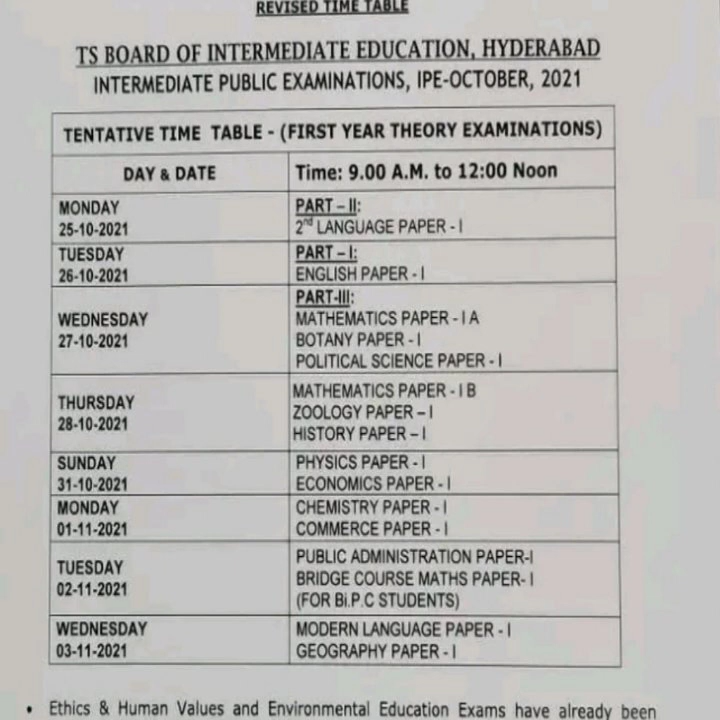 REVISED TIME TABLE
TS BOARD OF INTERMEDIATE EDUCATION, HYDERABAD
INTERMEDIATE PUBLIC EXAMINATIONS, IPE-OCTOBER, 2021
TENTATIVE TIME TABLE - (FIRST YEAR THEORY EXAMINATIONS)
DAY & DATE Time: 9.00 A.M. to 12:00 Noon
MONDAY
25-10-2021
PART – II:
2nd LANGUAGE PAPER - I
TUESDAY
26-10-2021
PART – I:
ENGLISH PAPER - I
WEDNESDAY
27-10-2021
PART-III:
MATHEMATICS PAPER - I A
BOTANY PAPER - I
POLITICAL SCIENCE PAPER - I
THURSDAY
28-10-2021
MATHEMATICS PAPER - I B
ZOOLOGY PAPER – I
HISTORY PAPER – I
SUNDAY
31-10-2021
PHYSICS PAPER - I
ECONOMICS PAPER - I
MONDAY
01-11-2021
CHEMISTRY PAPER - I
COMMERCE PAPER - I
TUESDAY
02-11-2021
PUBLIC ADMINISTRATION PAPER-I
BRIDGE COURSE MATHS PAPER- I
(FOR Bi.P.C STUDENTS)
WEDNESDAY
03-11-2021
MODERN LANGUAGE PAPER - I
GEOGRAPHY PAPER - I
• Ethics & Human Values and Environmental Education Exams have already been